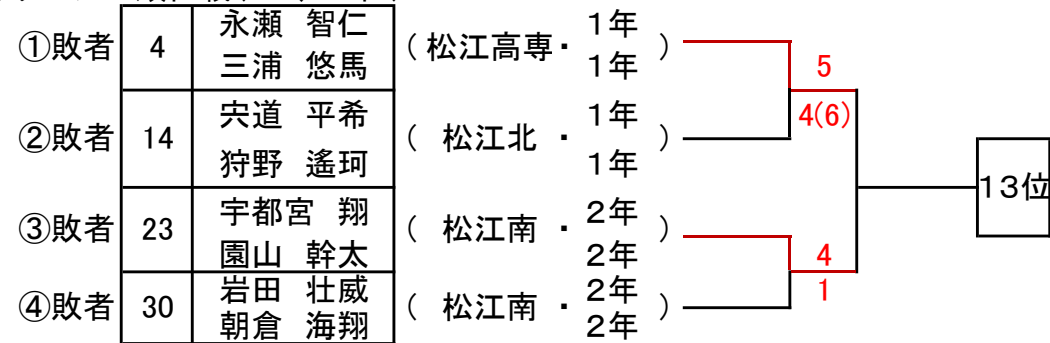 ①敗者 4 永瀬 智仁 三浦 悠馬 (松江高専・1年 1年) 5
②敗者 14 宍道 平希 狩野 遙珂 (松江北・1年 1年) 4(6)
13位
③敗者 23 宇都宮 翔 園山 幹太 (松江南・2年 2年) 4
④敗者 30 岩田 壮威 朝倉 海翔 (松江南・2年 2年) 1